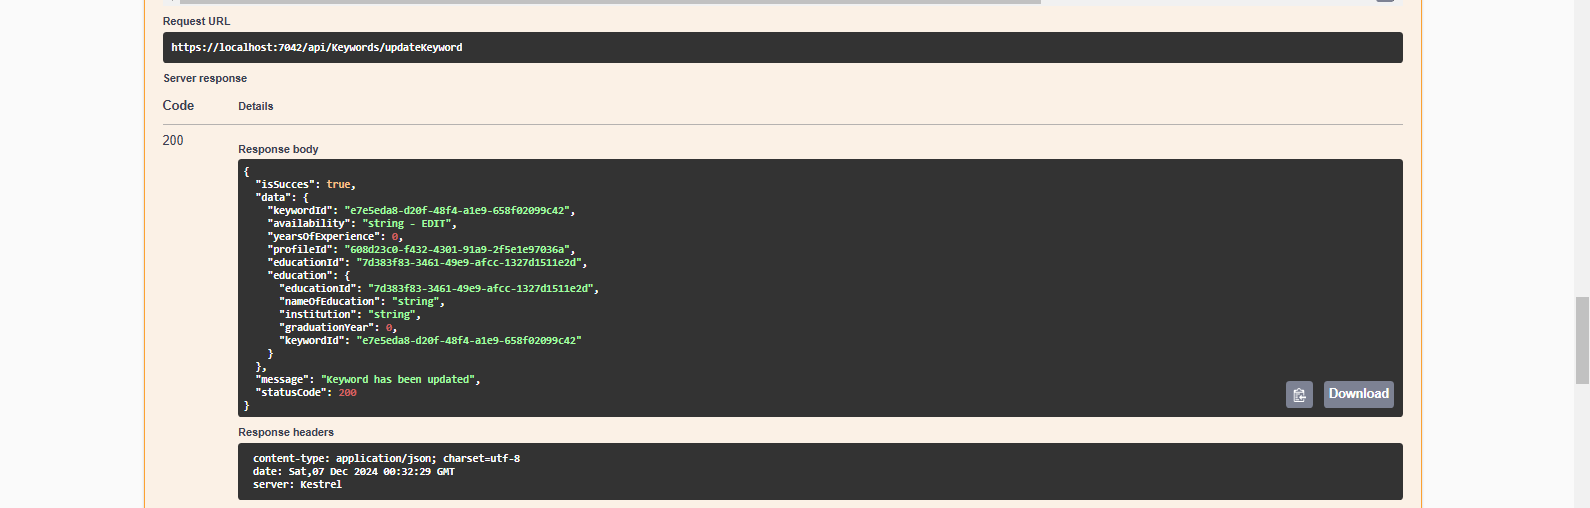 Request URL
https://localhost:7042/api/Keywords/updateKeyword
Server response
Code Details
200
Response body
{
  "isSucces": true,
  "data": {
    "keywordId": "e7e5eda8-d20f-48f4-a1e9-658f02099c42",
    "availability": "string - EDIT",
    "yearsOfExperience": 0,
    "profileId": "608d23c0-f432-4301-91a9-2f5e1e97036a",
    "educationId": "7d383f83-3461-49e9-afcc-1327d1511e2d",
    "education": {
      "educationId": "7d383f83-3461-49e9-afcc-1327d1511e2d",
      "nameOfEducation": "string",
      "institution": "string",
      "graduationYear": 0,
      "keywordId": "e7e5eda8-d20f-48f4-a1e9-658f02099c42"
    }
  },
  "message": "Keyword has been updated",
  "statusCode": 200
}
Download
Response headers
content-type: application/json; charset=utf-8
date: Sat,07 Dec 2024 00:32:29 GMT
server: Kestrel